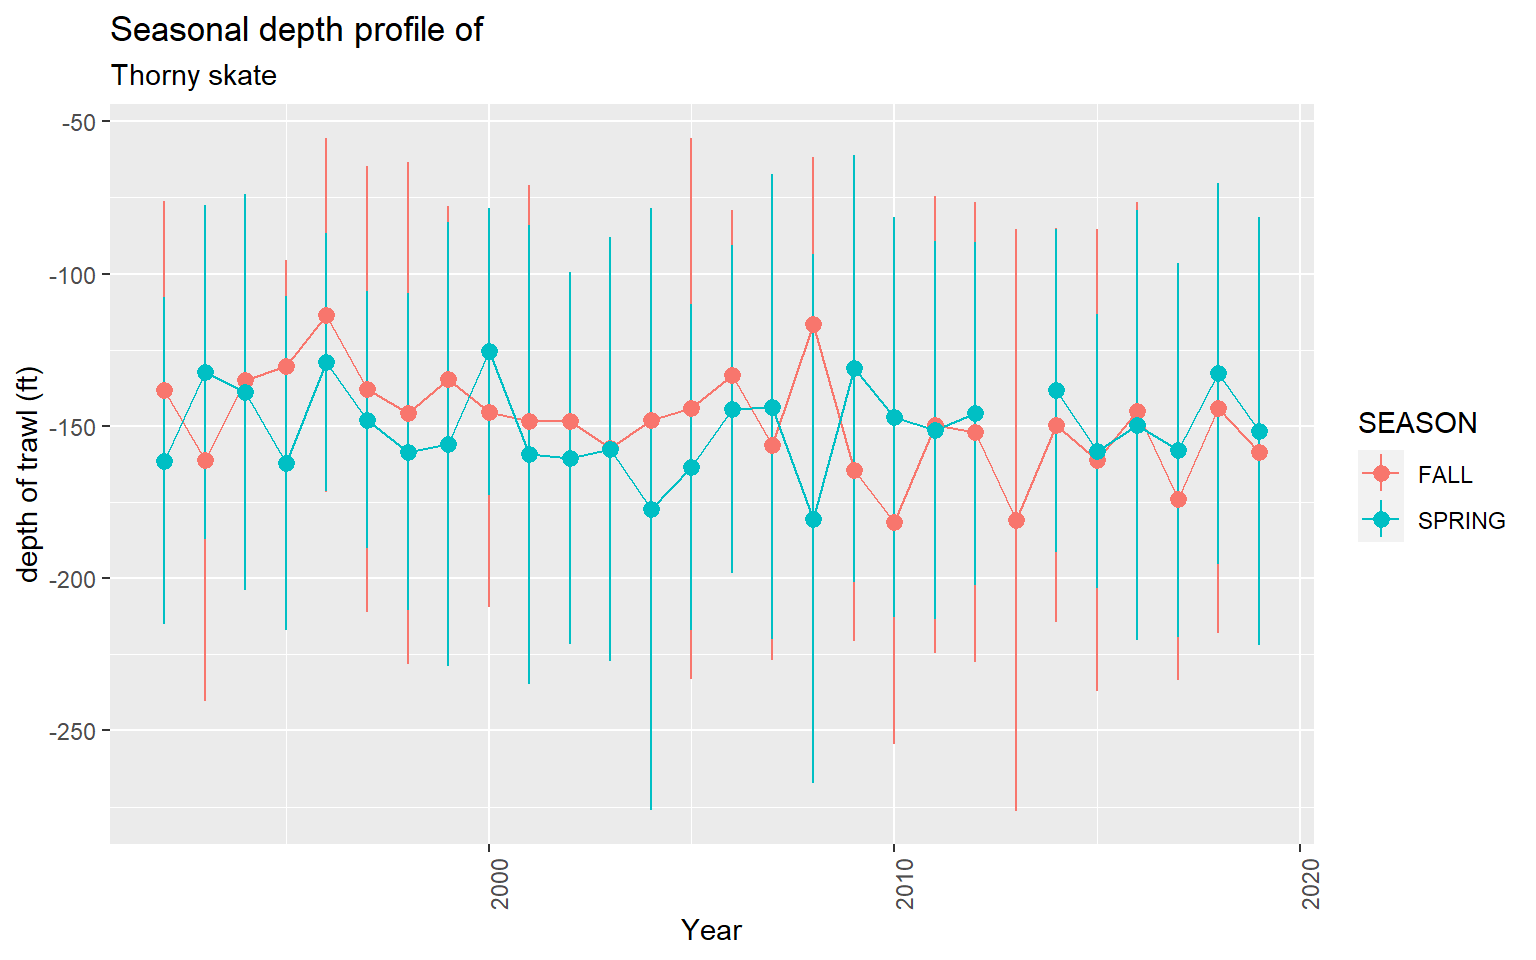 Seasonal depth profile of
Thorny skate
-50
-100
-150
-200
-250
depth of trawl (ft)
2000
2010
2020
Year
SEASON
FALL
SPRING